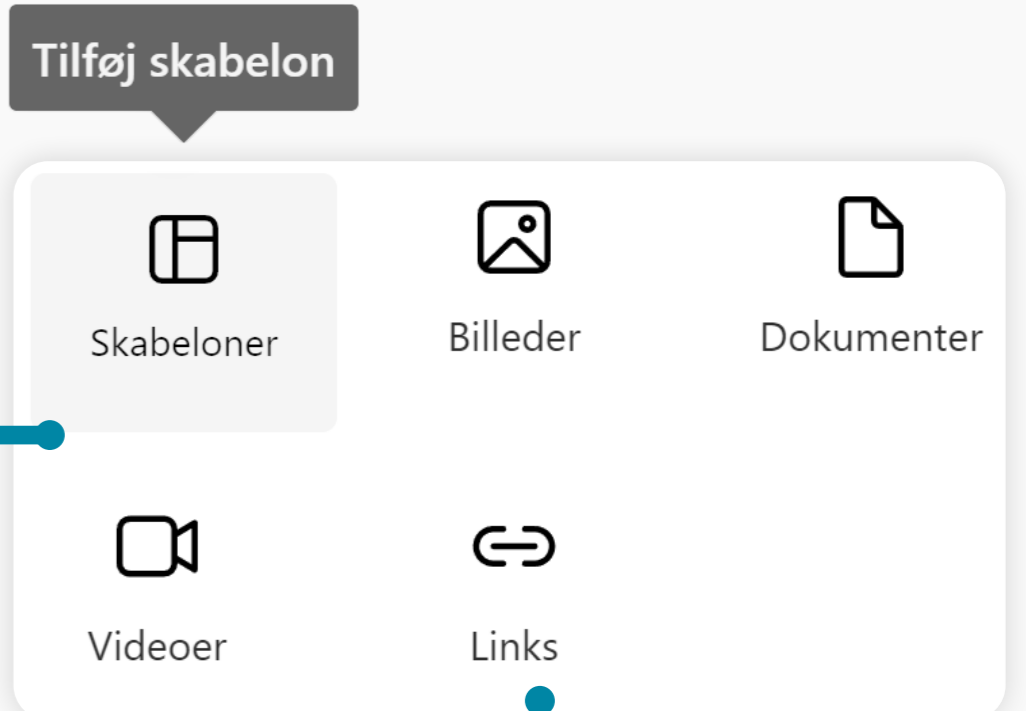 Tilføj skabelon
Skabeloner
Billeder
Dokumenter
Videoer
Links